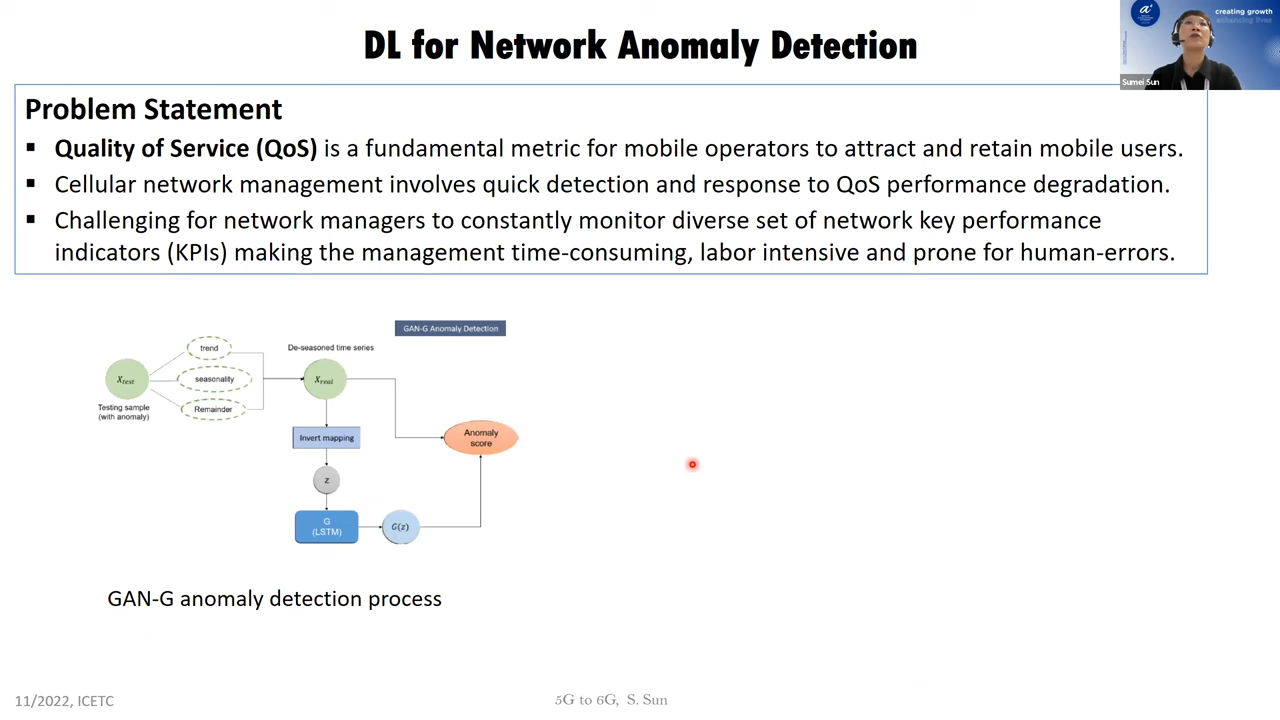 DL for Network Anomaly Detection
creating growth
enhancing lives
Sumei Sun
Problem Statement
▪ Quality of Service (QoS) is a fundamental metric for mobile operators to attract and retain mobile users.
▪ Cellular network management involves quick detection and response to QoS performance degradation.
▪ Challenging for network managers to constantly monitor diverse set of network key performance
indicators (KPIs) making the management time-consuming, labor intensive and prone for human-errors.
GAN-G Anomaly Detection
trend
De-seasoned time series
X_test
seasonality
X_real
Testing sample
(with anomaly)
Remainder
Invert mapping
Anomaly
score
z
G
(LSTM)
G(z)
GAN-G anomaly detection process
11/2022, ICETC
5G to 6G, S. Sun